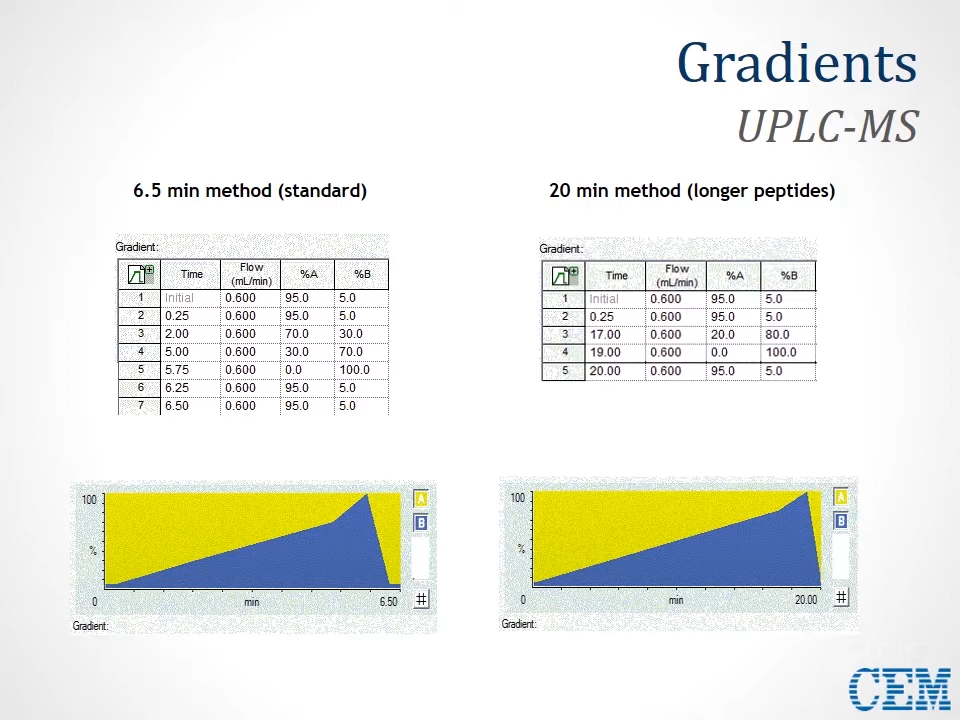 Gradients
UPLC-MS
6.5 min method (standard)
Gradient:
Time Flow (mL/min) %A %B
1 Initial 0.600 95.0 5.0
2 0.25 0.600 95.0 5.0
3 2.00 0.600 70.0 30.0
4 5.00 0.600 30.0 70.0
5 5.75 0.600 0.0 100.0
6 6.25 0.600 95.0 5.0
7 6.50 0.600 95.0 5.0
20 min method (longer peptides)
Gradient:
Time Flow (mL/min) %A %B
1 Initial 0.600 95.0 5.0
2 0.25 0.600 95.0 5.0
3 17.00 0.600 20.0 80.0
4 19.00 0.600 0.0 100.0
5 20.00 0.600 95.0 5.0
100
A
B
%
0 min 6.50 #
Gradient:
100
A
B
%
0 min 20.00 #
Gradient:
CEM